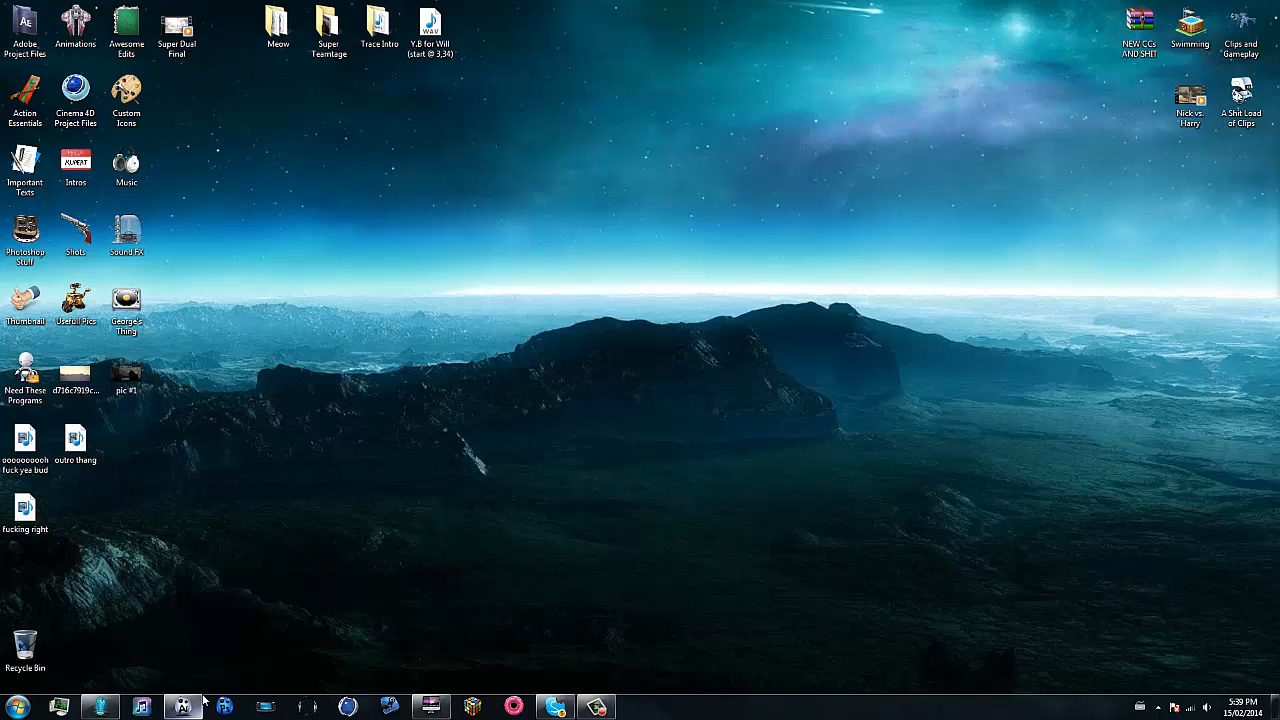 Adobe
Project Files
Animations
Awesome
Edits
Super Dual
Final
Meow
Super
Teamtage
Trace Intro
WAV
Y.B for Will
(start @ 3,34)
NEW CCs
AND SHIT
Swimming
Clips and
Gameplay
Action
Essentials
Cinema 4D
Project Files
Custom
Icons
Nick vs.
Harry
A Shit Load
of Clips
Important
Texts
Intros
Music
Photoshop
Stuff
Shots
Sound FX
Thumbnail
Usefull Pics
George's
Thing
Need These
Programs
d716c7919c...
pic #1
ooooooooh
fuck yea bud
outro thang
fucking right
Recycle Bin
5:39 PM
15/02/2014